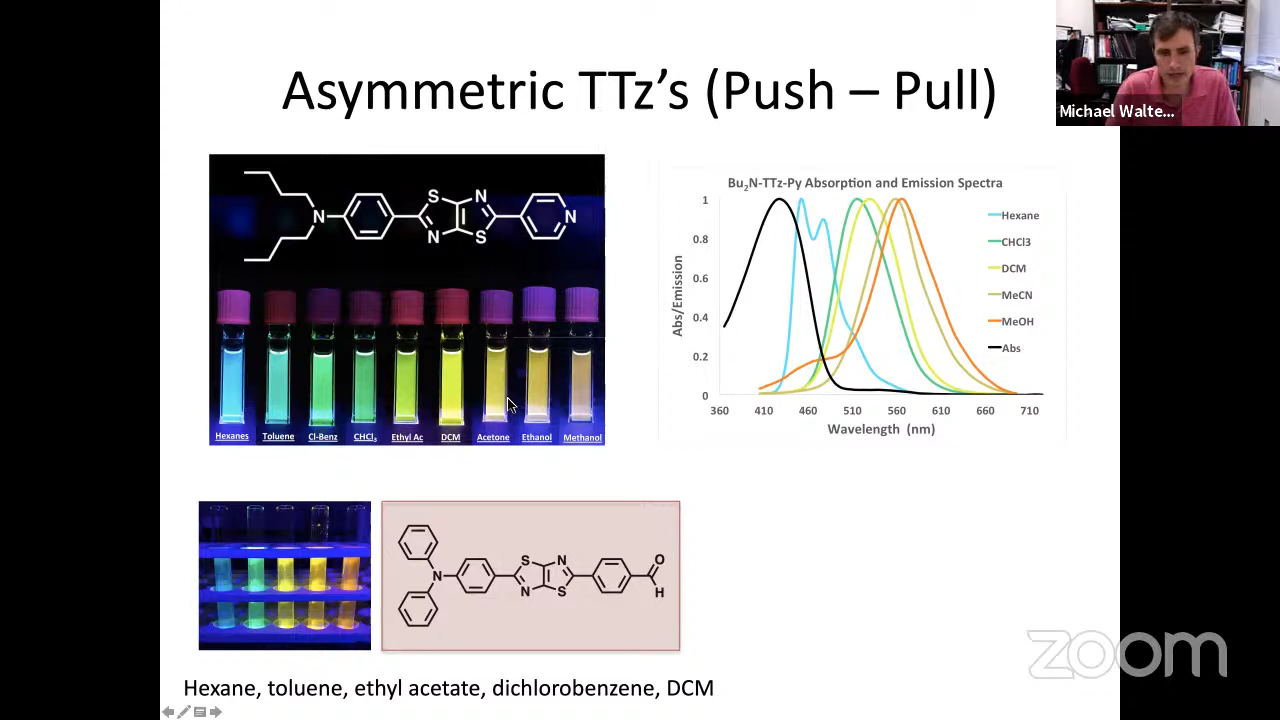 Asymmetric TTz's (Push – Pull)
Michael Walte...
S N
N N
N S
Hexanes Toluene Cl-Benz CHCl₃ Ethyl Ac DCM Acetone Ethanol Methanol
Bu₂N-TTz-Py Absorption and Emission Spectra
Abs/Emission
1
0.8
0.6
0.4
0.2
0
360 410 460 510 560 610 660 710
Wavelength (nm)
Hexane
CHCl3
DCM
MeCN
MeOH
Abs
S N O
N
N S H
Hexane, toluene, ethyl acetate, dichlorobenzene, DCM
zoom